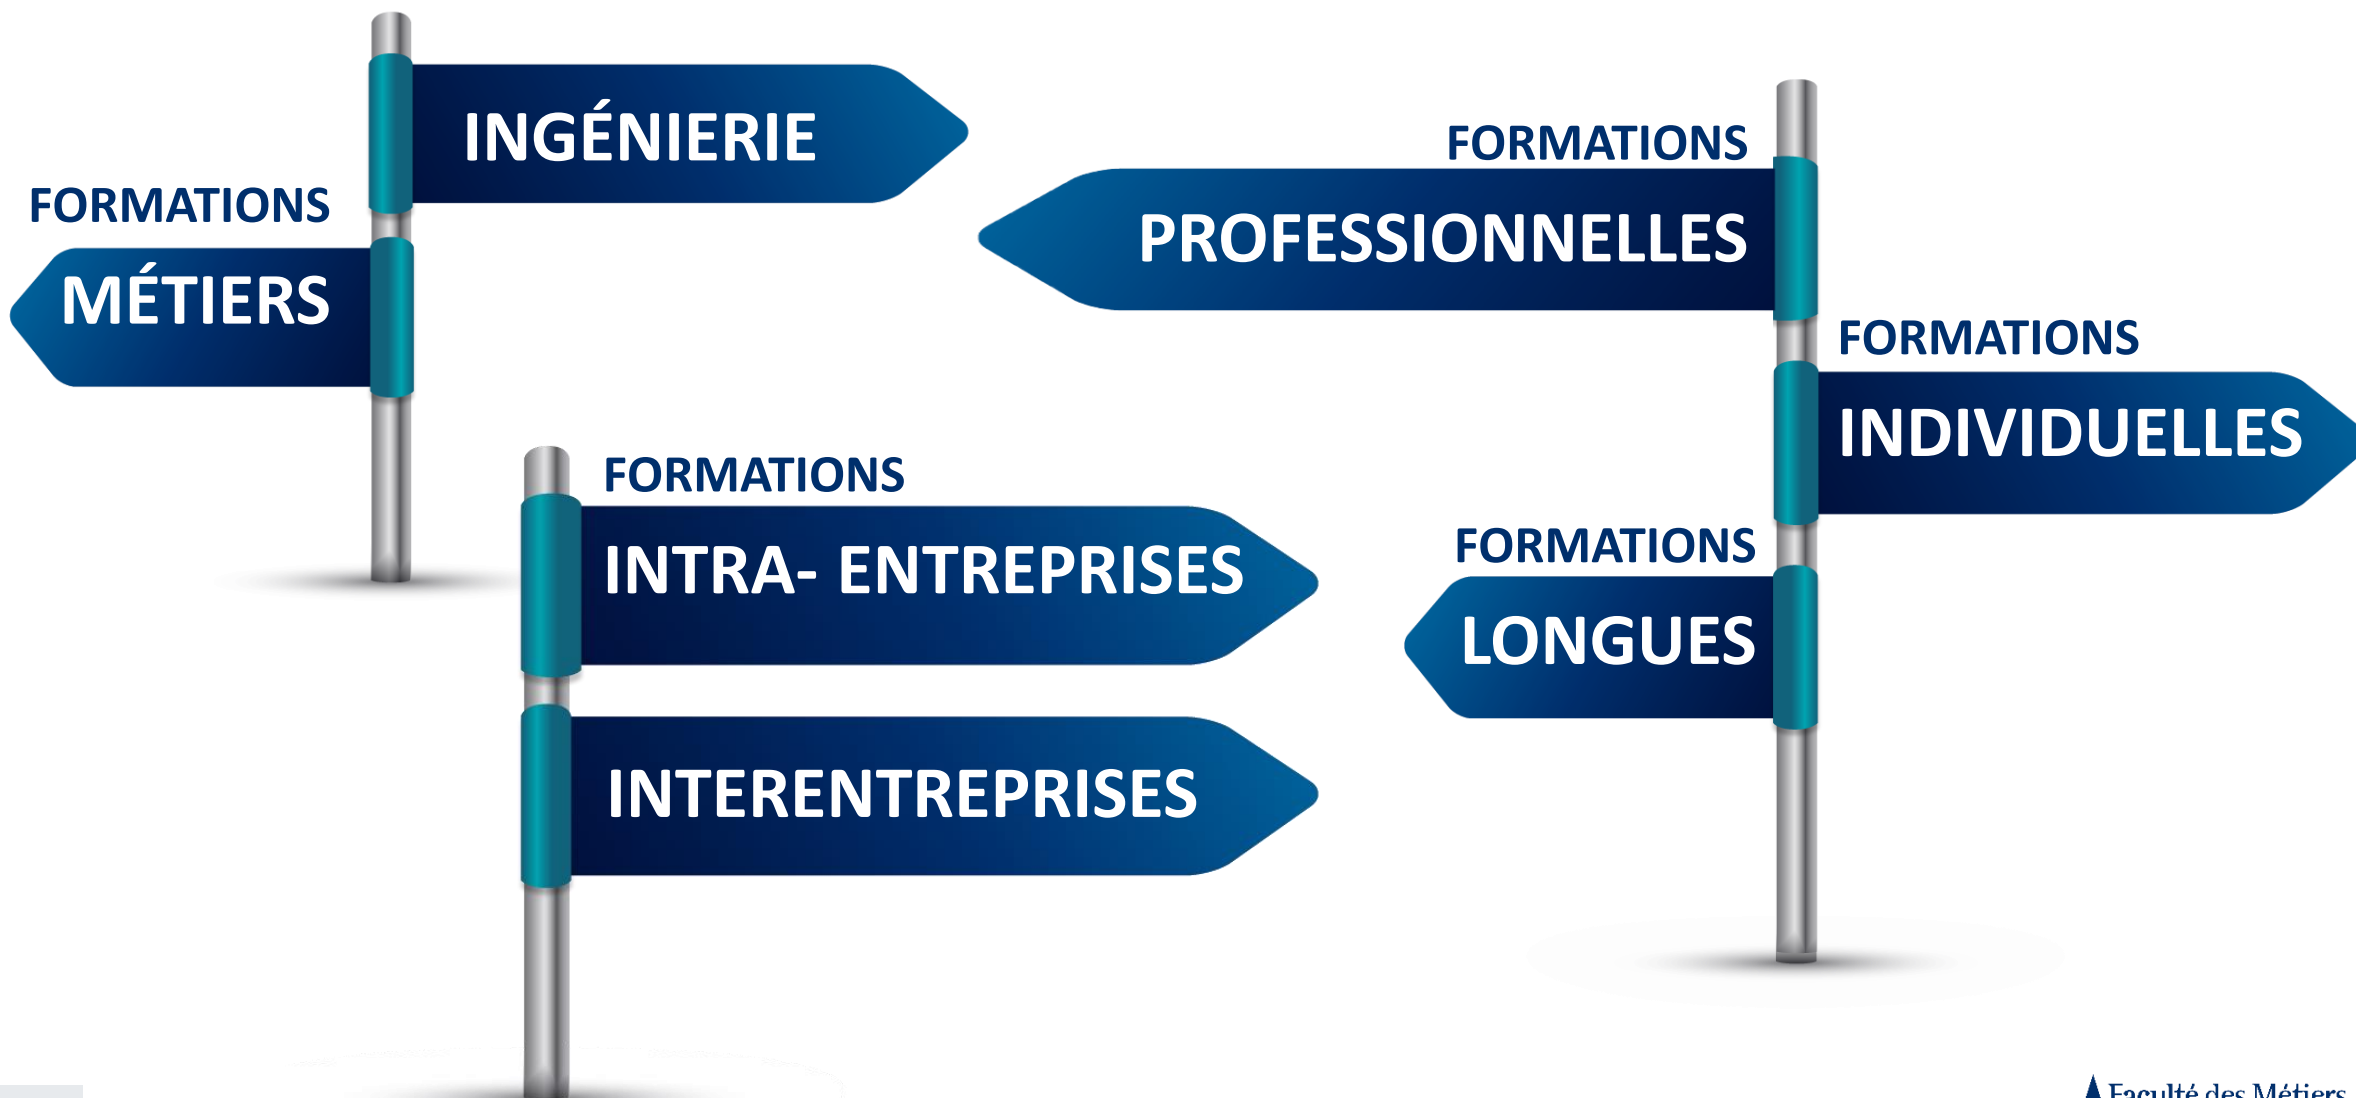 INGÉNIERIE
FORMATIONS
MÉTIERS
FORMATIONS
INTRA- ENTREPRISES
INTERENTREPRISES
FORMATIONS
PROFESSIONNELLES
FORMATIONS
INDIVIDUELLES
FORMATIONS
LONGUES
Faculté des Métiers